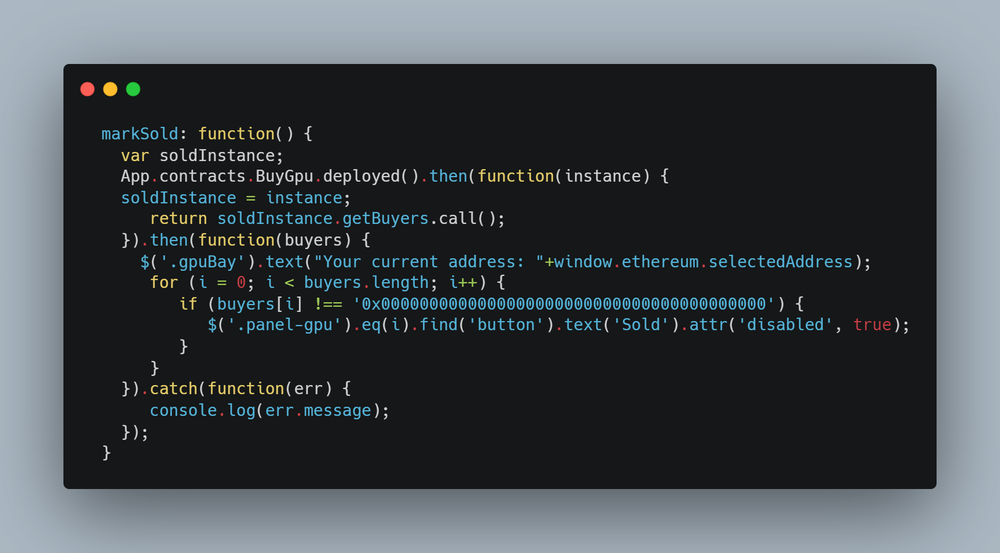 markSold: function() {
  var soldInstance;
  App.contracts.BuyGpu.deployed().then(function(instance) {
  soldInstance = instance;
     return soldInstance.getBuyers.call();
  }).then(function(buyers) {
    $('.gpuBay').text("Your current address: "+window.ethereum.selectedAddress);
     for (i = 0; i < buyers.length; i++) {
        if (buyers[i] !== '0x0000000000000000000000000000000000000000') {
           $('.panel-gpu').eq(i).find('button').text('Sold').attr('disabled', true);
        }
     }
  }).catch(function(err) {
     console.log(err.message);
  });
}